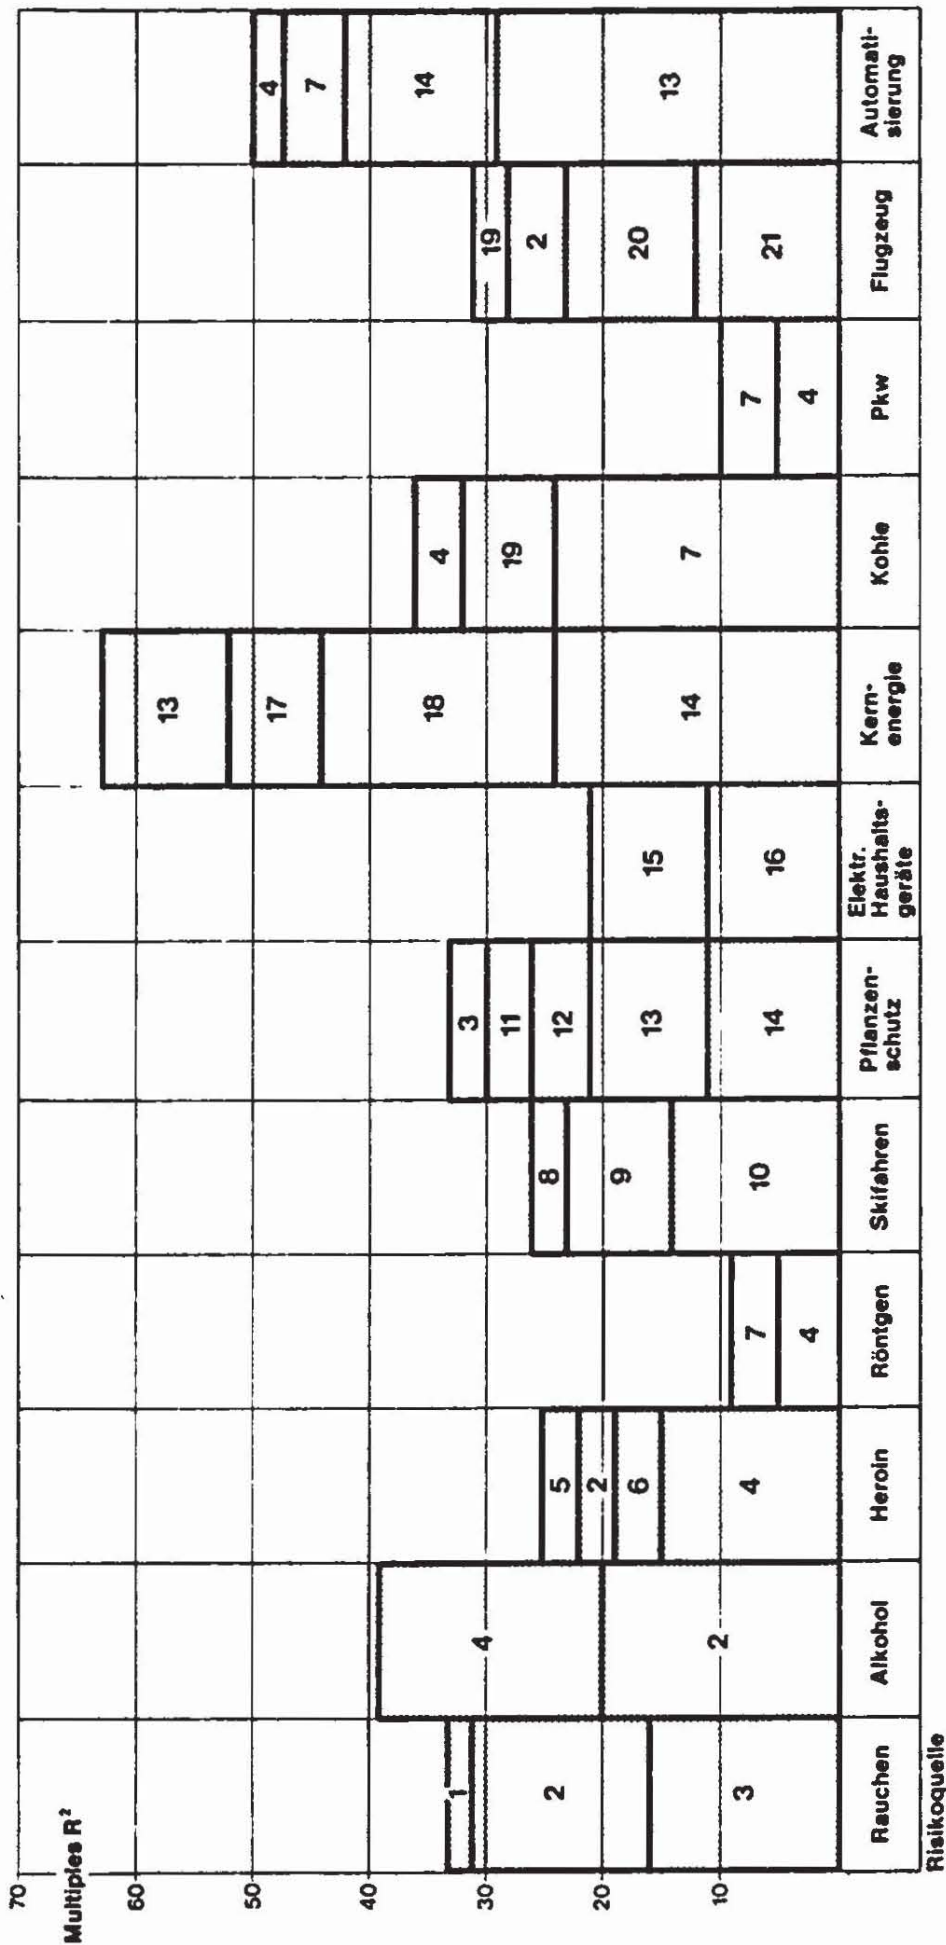 70
Multiples R²
60
50
40
30
20
10
1
2
3
4
2
5
2
6
4
7
4
8
9
10
3
11
12
13
14
15
16
13
17
18
14
4
19
7
7
4
19
2
20
21
4
7
14
13
Rauchen
Alkohol
Heroin
Röntgen
Skifahren
Pflanzen-
schutz
Elektr.
Haushalts-
geräte
Kern-
energie
Kohle
Pkw
Flugzeug
Automati-
sierung
Risikoquelle